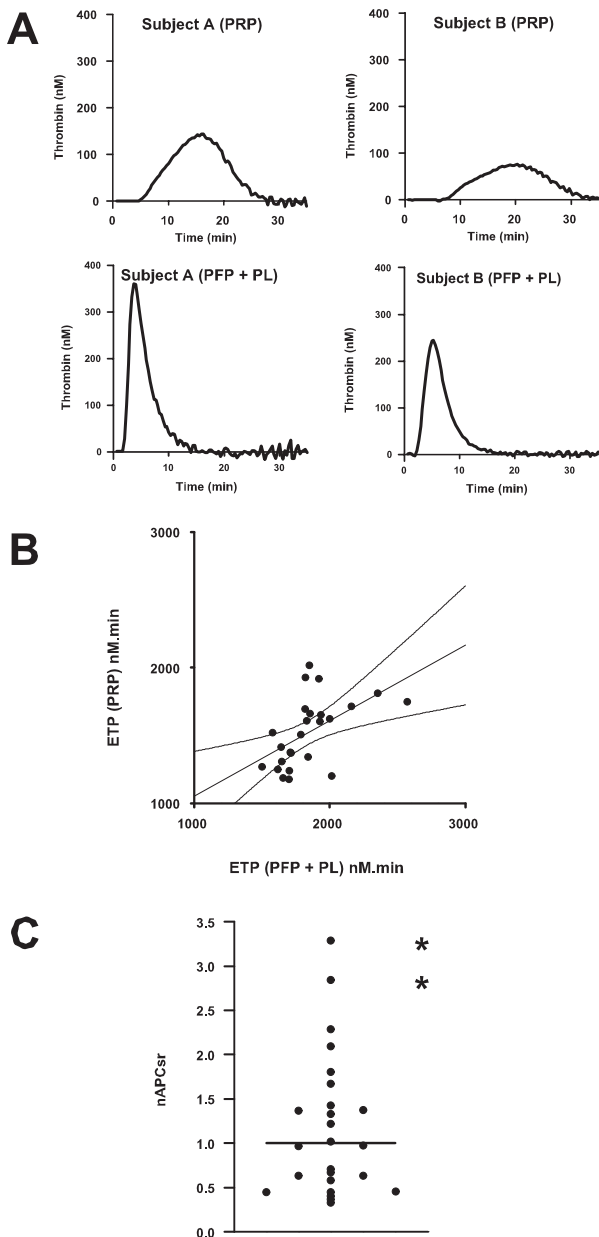 A
Subject A (PRP)
Thrombin (nM)
400
300
200
100
0
0 10 20 30
Time (min)
Subject B (PRP)
Thrombin (nM)
400
300
200
100
0
0 10 20 30
Time (min)
Subject A (PFP + PL)
Thrombin (nM)
400
300
200
100
0
0 10 20 30
Time (min)
Subject B (PFP + PL)
Thrombin (nM)
400
300
200
100
0
0 10 20 30
Time (min)
B
ETP (PRP) nM.min
3000
2000
1000
1000 2000 3000
ETP (PFP + PL) nM.min
C
nAPCsr
3.5
3.0
2.5
2.0
1.5
1.0
0.5
0.0
*
*